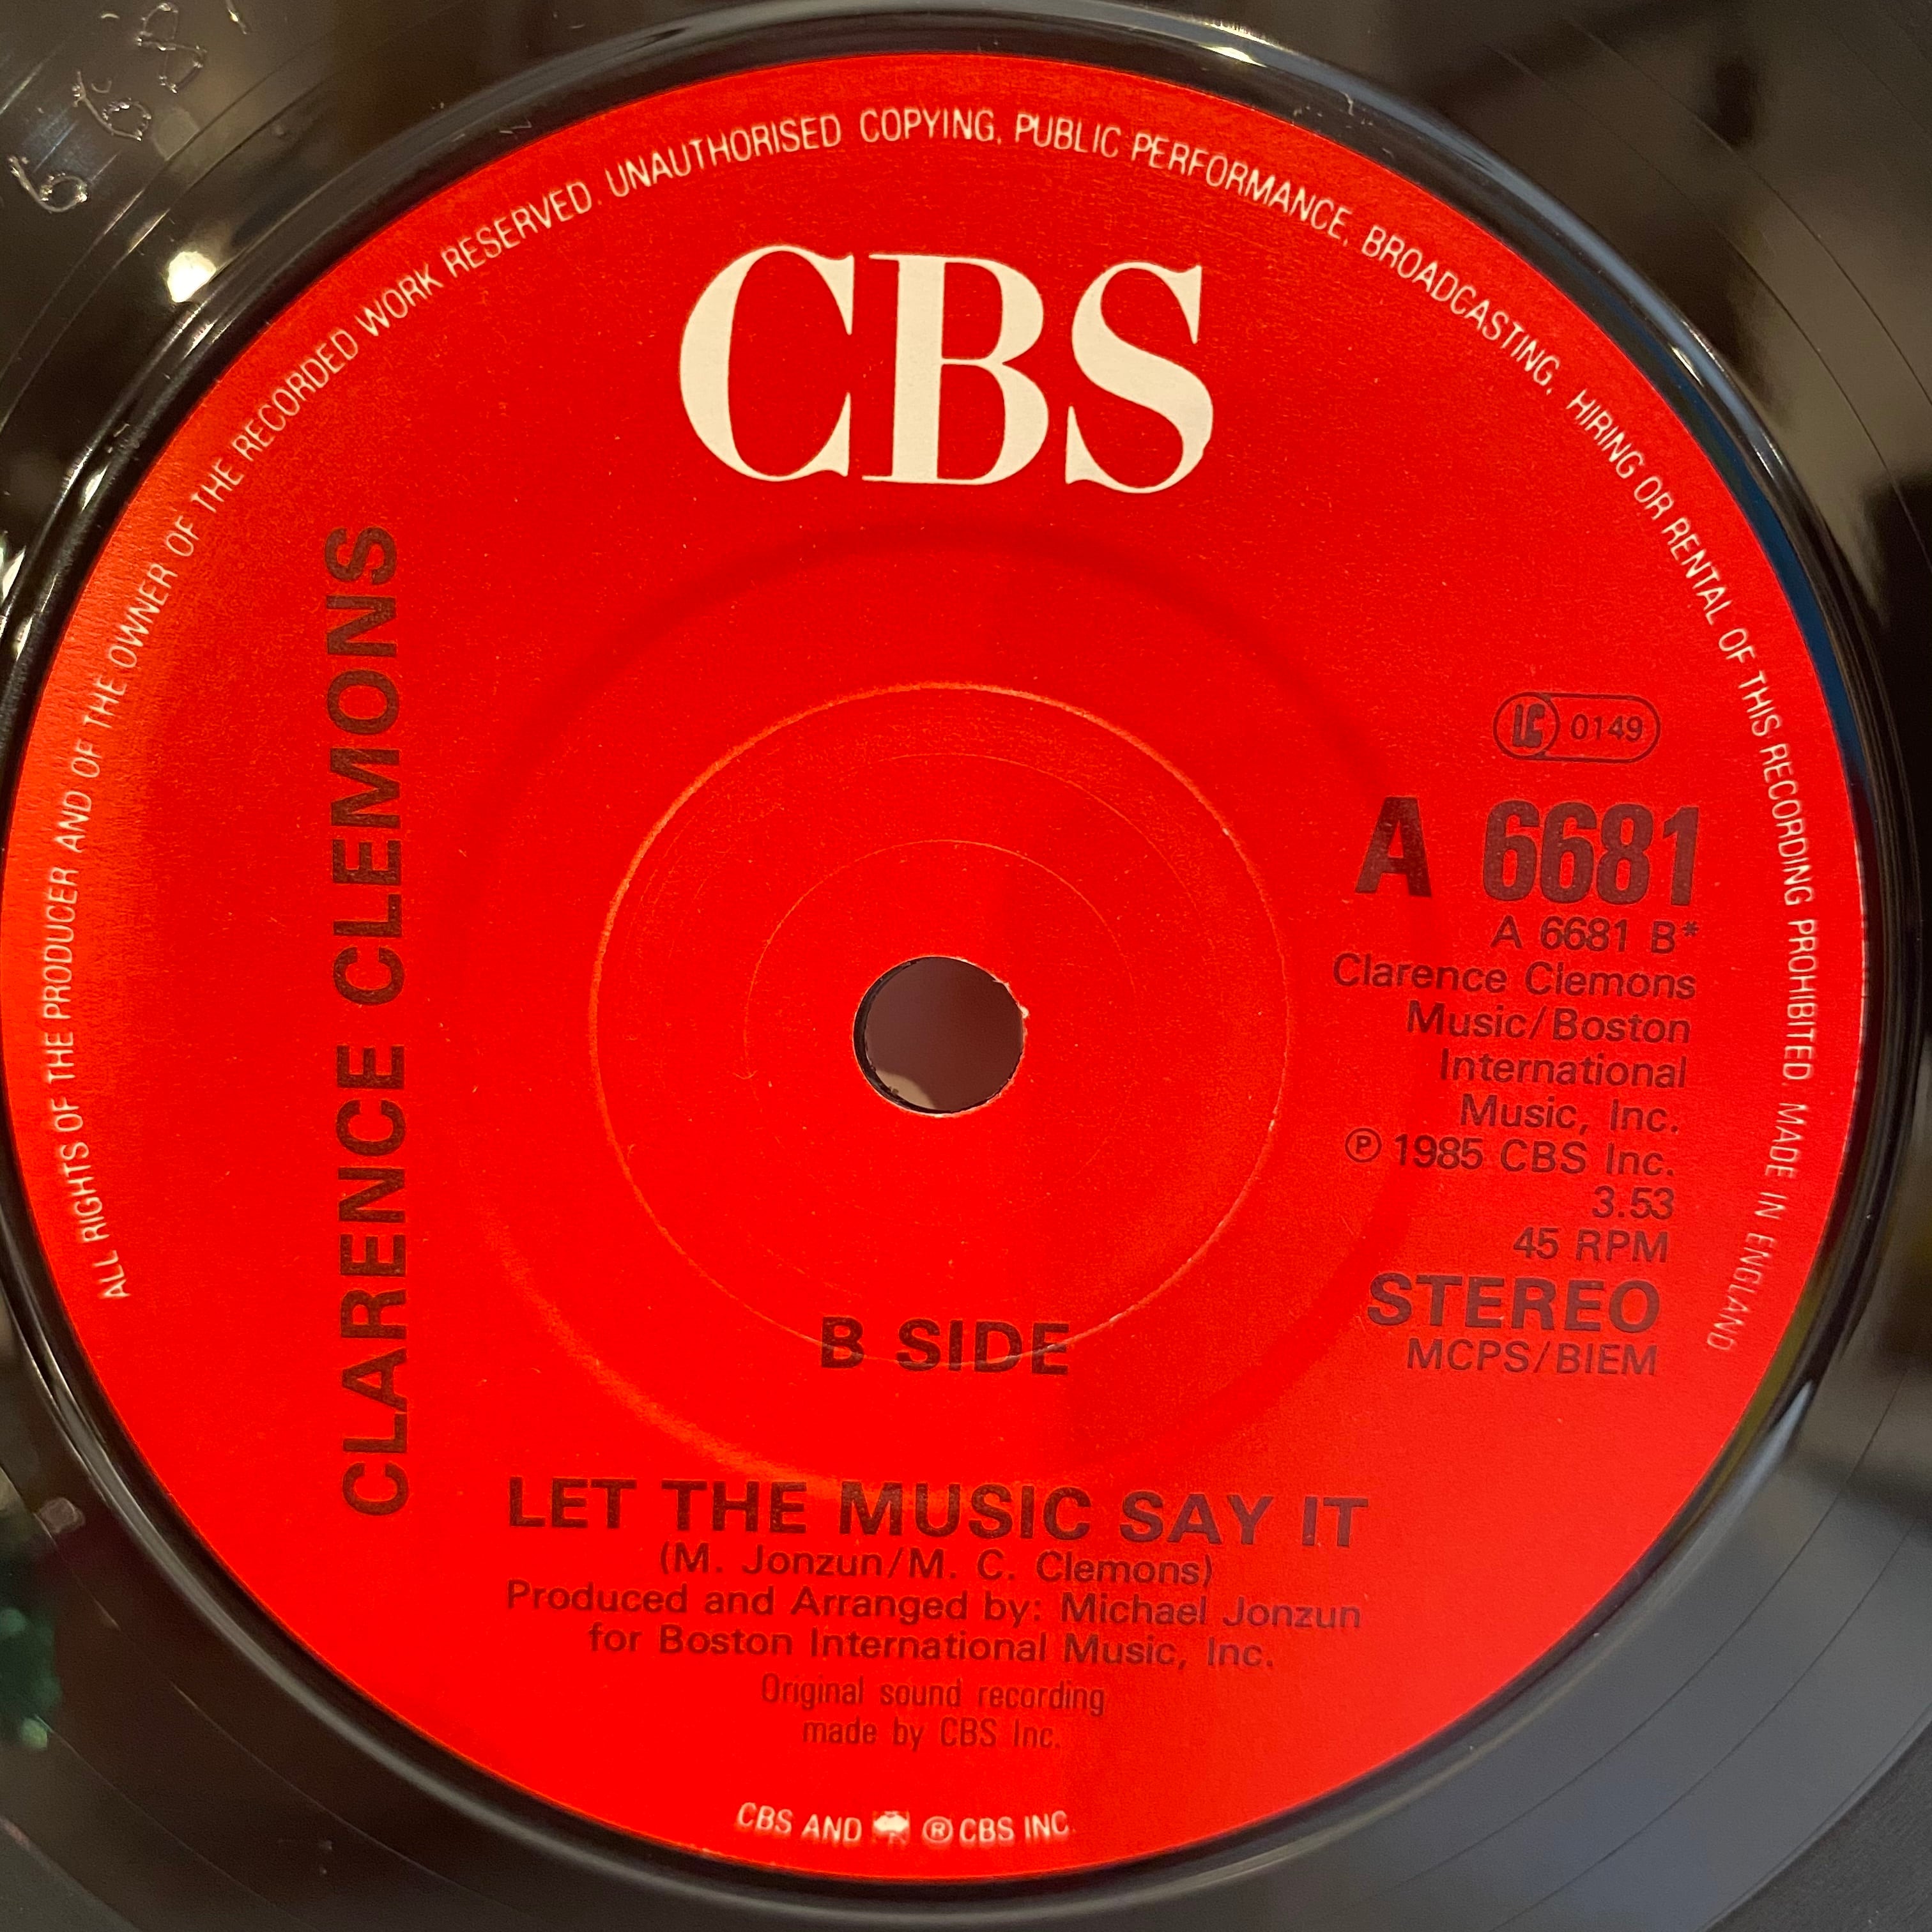 668
ALL RIGHTS OF THE PRODUCER AND OF THE OWNER OF THE RECORDED WORK RESERVED. UNAUTHORISED COPYING, PUBLIC PERFORMANCE, BROADCASTING, HIRING OR RENTAL OF THIS RECORDING PROHIBITED. MADE IN ENGLAND
CBS
CLARENCE CLEMONS
LC 0149
A 6681
A 6681 B*
Clarence Clemons
Music/Boston
International
Music, Inc.
℗ 1985 CBS Inc.
3.53
45 RPM
STEREO
MCPS/BIEM
B SIDE
LET THE MUSIC SAY IT
(M. Jonzun/M. C. Clemons)
Produced and Arranged by: Michael Jonzun
for Boston International Music, Inc.
Original sound recording
made by CBS Inc.
CBS AND ® CBS INC.